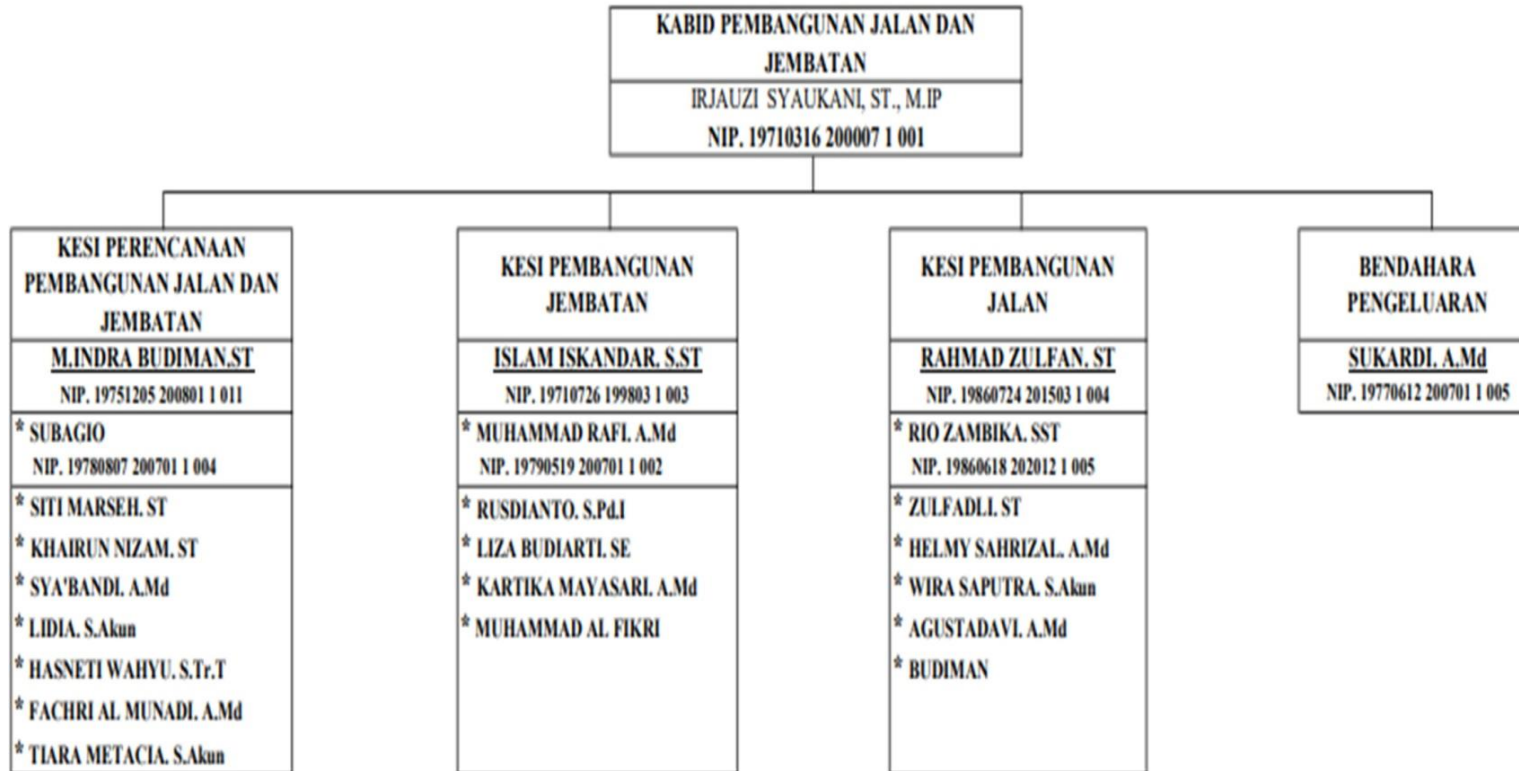 KABID PEMBANGUNAN JALAN DAN
JEMBATAN
IRJAUZI SYAUKANI, ST., M.IP
NIP. 19710316 200007 1 001
KESI PERENCANAAN
PEMBANGUNAN JALAN DAN
JEMBATAN
M.INDRA BUDIMAN,ST
NIP. 19751205 200801 1 011
* SUBAGIO
NIP. 19780807 200701 1 004
* SITI MARSEH. ST
* KHAIRUN NIZAM. ST
* SYA'BANDI. A.Md
* LIDIA. S.Akun
* HASNETI WAHYU. S.Tr.T
* FACHRI AL MUNADI. A.Md
* TIARA METACIA. S.Akun
KESI PEMBANGUNAN
JEMBATAN
ISLAM ISKANDAR. S.ST
NIP. 19710726 199803 1 003
* MUHAMMAD RAFI. A.Md
NIP. 19790519 200701 1 002
* RUSDIANTO. S.Pd.I
* LIZA BUDIARTI. SE
* KARTIKA MAYASARI. A.Md
* MUHAMMAD AL FIKRI
KESI PEMBANGUNAN
JALAN
RAHMAD ZULFAN. ST
NIP. 19860724 201503 1 004
* RIO ZAMBIKA. SST
NIP. 19860618 202012 1 005
* ZULFADLI. ST
* HELMY SAHRIZAL. A.Md
* WIRA SAPUTRA. S.Akun
* AGUSTADAVI. A.Md
* BUDIMAN
BENDAHARA
PENGELUARAN
SUKARDI. A.Md
NIP. 19770612 200701 1 005